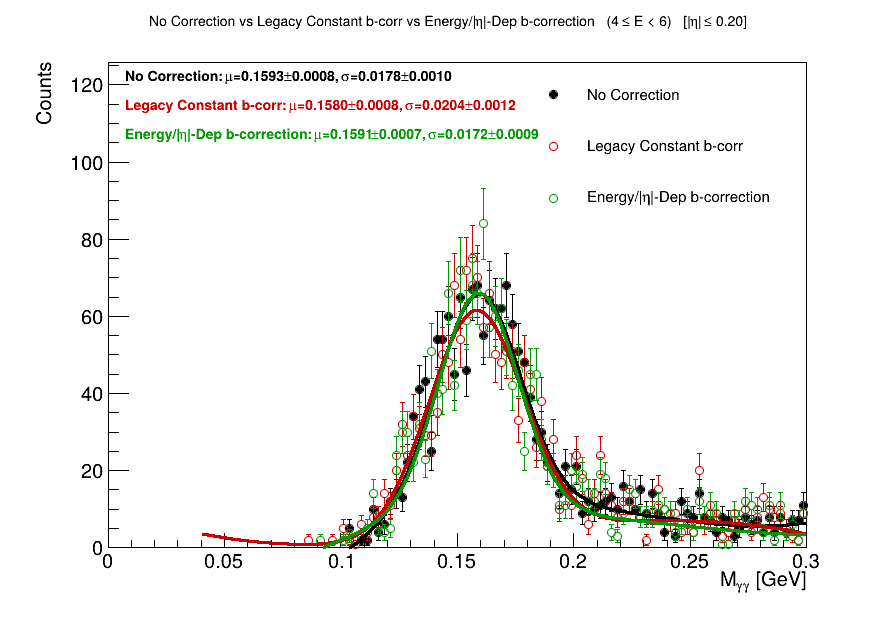 No Correction vs Legacy Constant b-corr vs Energy/|η|-Dep b-correction (4 ≤ E < 6) [|η| ≤ 0.20]
Counts
No Correction: μ=0.1593±0.0008, σ=0.0178±0.0010
Legacy Constant b-corr: μ=0.1580±0.0008, σ=0.0204±0.0012
Energy/|η|-Dep b-correction: μ=0.1591±0.0007, σ=0.0172±0.0009
No Correction
Legacy Constant b-corr
Energy/|η|-Dep b-correction
120
100
80
60
40
20
0
0 0.05 0.1 0.15 0.2 0.25 0.3
Mγγ [GeV]